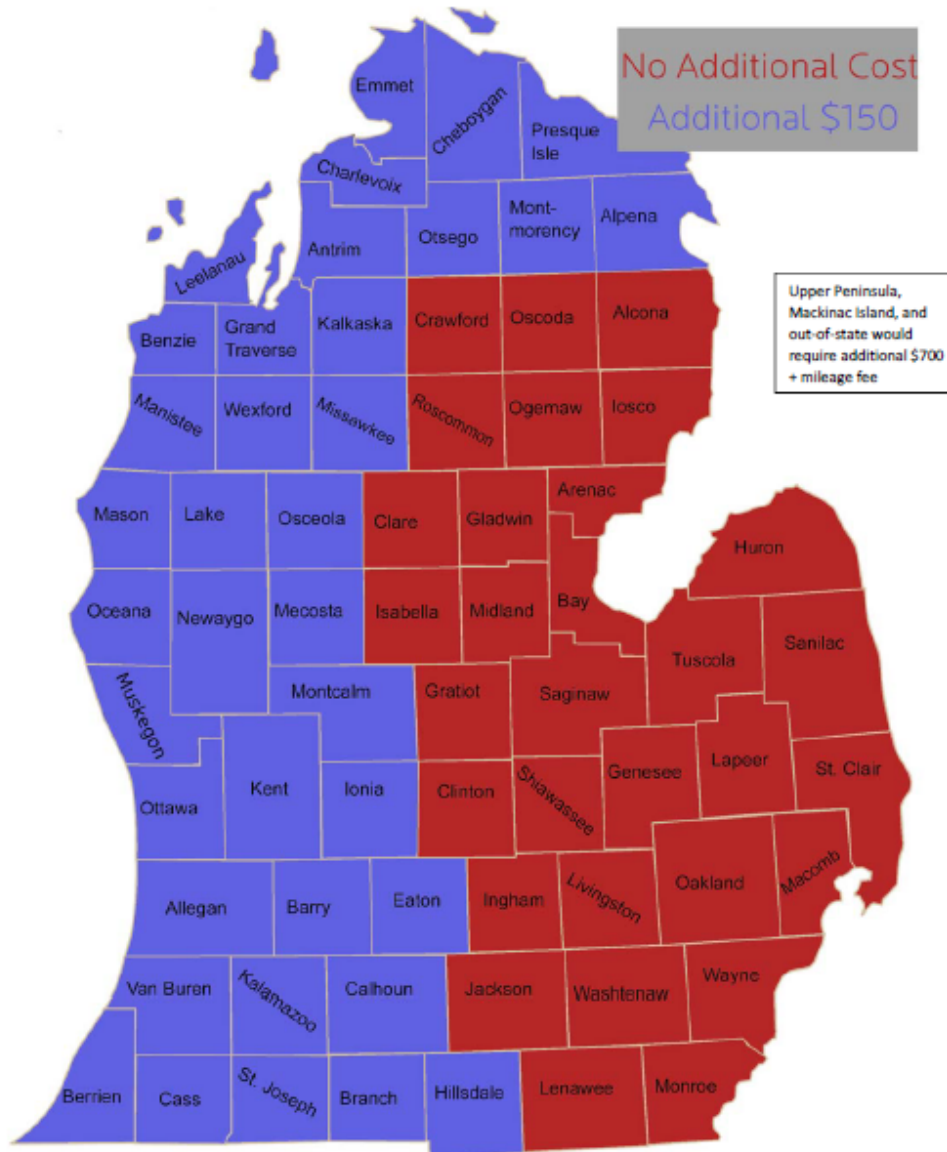 No Additional Cost
Additional $150
Emmet
Cheboygan
Presque
Isle
Charlevoix
Antrim
Otsego
Mont-
morency
Alpena
Leelanau
Upper Peninsula,
Mackinac Island, and
out-of-state would
require additional $700
+ mileage fee
Benzie
Grand
Traverse
Kalkaska
Crawford
Oscoda
Alcona
Manistee
Wexford
Missewkee
Roscommon
Ogemaw
Iosco
Mason
Lake
Osceola
Clare
Gladwin
Arenac
Huron
Oceana
Newaygo
Mecosta
Isabella
Midland
Bay
Tuscola
Sanilac
Muskegon
Montcalm
Gratiot
Saginaw
Ottawa
Kent
Ionia
Clinton
Shiawassee
Genesee
Lapeer
St. Clair
Allegan
Barry
Eaton
Ingham
Livingston
Oakland
Macomb
Van Buren
Kalamazoo
Calhoun
Jackson
Washtenaw
Wayne
Berrien
Cass
St. Joseph
Branch
Hillsdale
Lenawee
Monroe